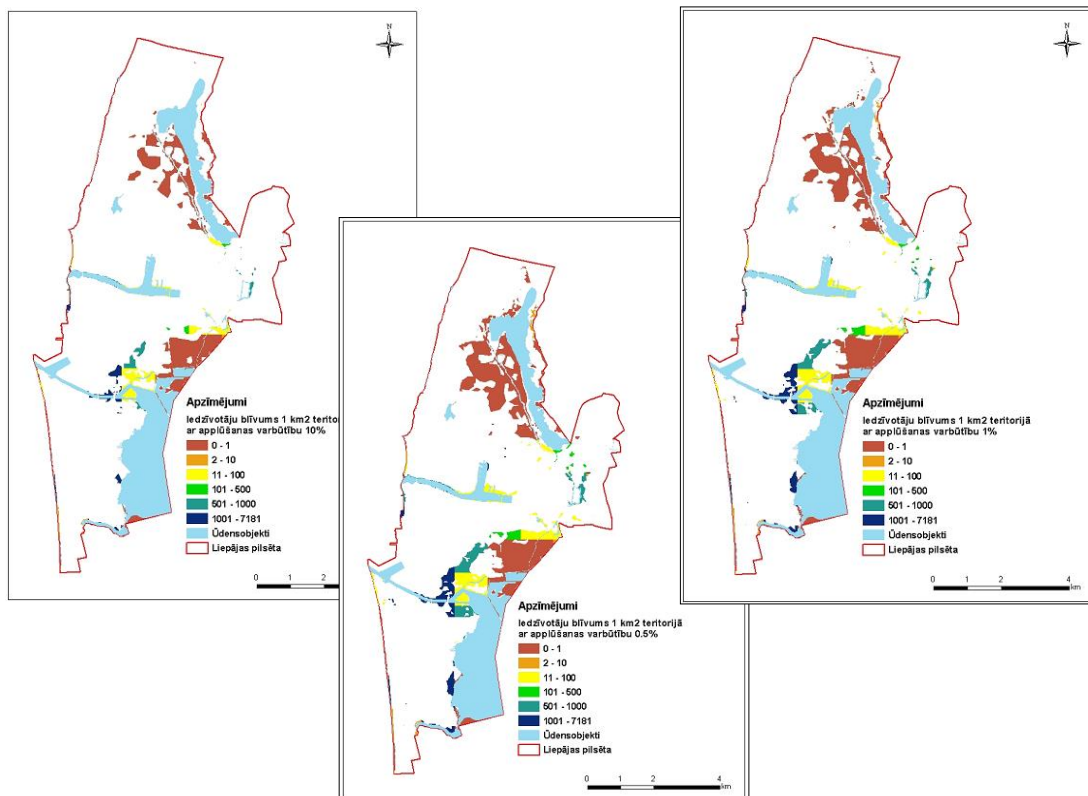 N
Apzīmējumi
Iedzīvotāju blīvums 1 km2
ar applūšanas varbūtību 10%
0 - 1
2 - 10
11 - 100
101 - 500
501 - 1000
1001 - 7181
Ūdensobjekti
Liepājas pilsēta
0 1 2
Apzīmējumi
Iedzīvotāju blīvums 1 km2 teritorijā
ar applūšanas varbūtību 0.5%
0 - 1
2 - 10
11 - 100
101 - 500
501 - 1000
1001 - 7181
Ūdensobjekti
Liepājas pilsēta
0 1 2 4
km
N
Apzīmējumi
Iedzīvotāju blīvums 1 km2 teritorijā
ar applūšanas varbūtību 1%
0 - 1
2 - 10
11 - 100
101 - 500
501 - 1000
1001 - 7181
Ūdensobjekti
Liepājas pilsēta
0 1 2 4
km